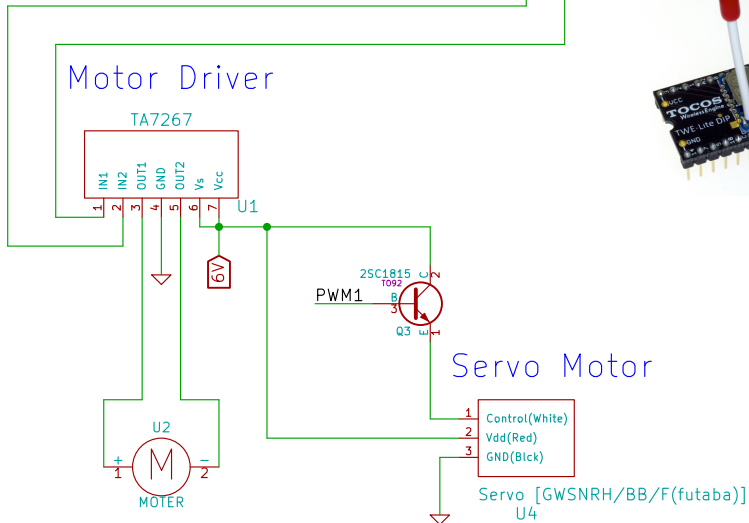 Motor Driver
TA7267
IN1
IN2
OUT1
GND
OUT2
Vs
Vcc
1
2
3
4
5
6
7
U1
6V
2SC1815
TO92
C
2
PWM1
B
3
Q3
E
1
Servo Motor
1 Control(White)
2 Vdd(Red)
3 GND(Blck)
Servo [GWSNRH/BB/F(futaba)]
U4
U2
+
1
M
-
2
MOTER
VCC
TOCOS
WirelessEngine
TWE-Lite DIP
GND